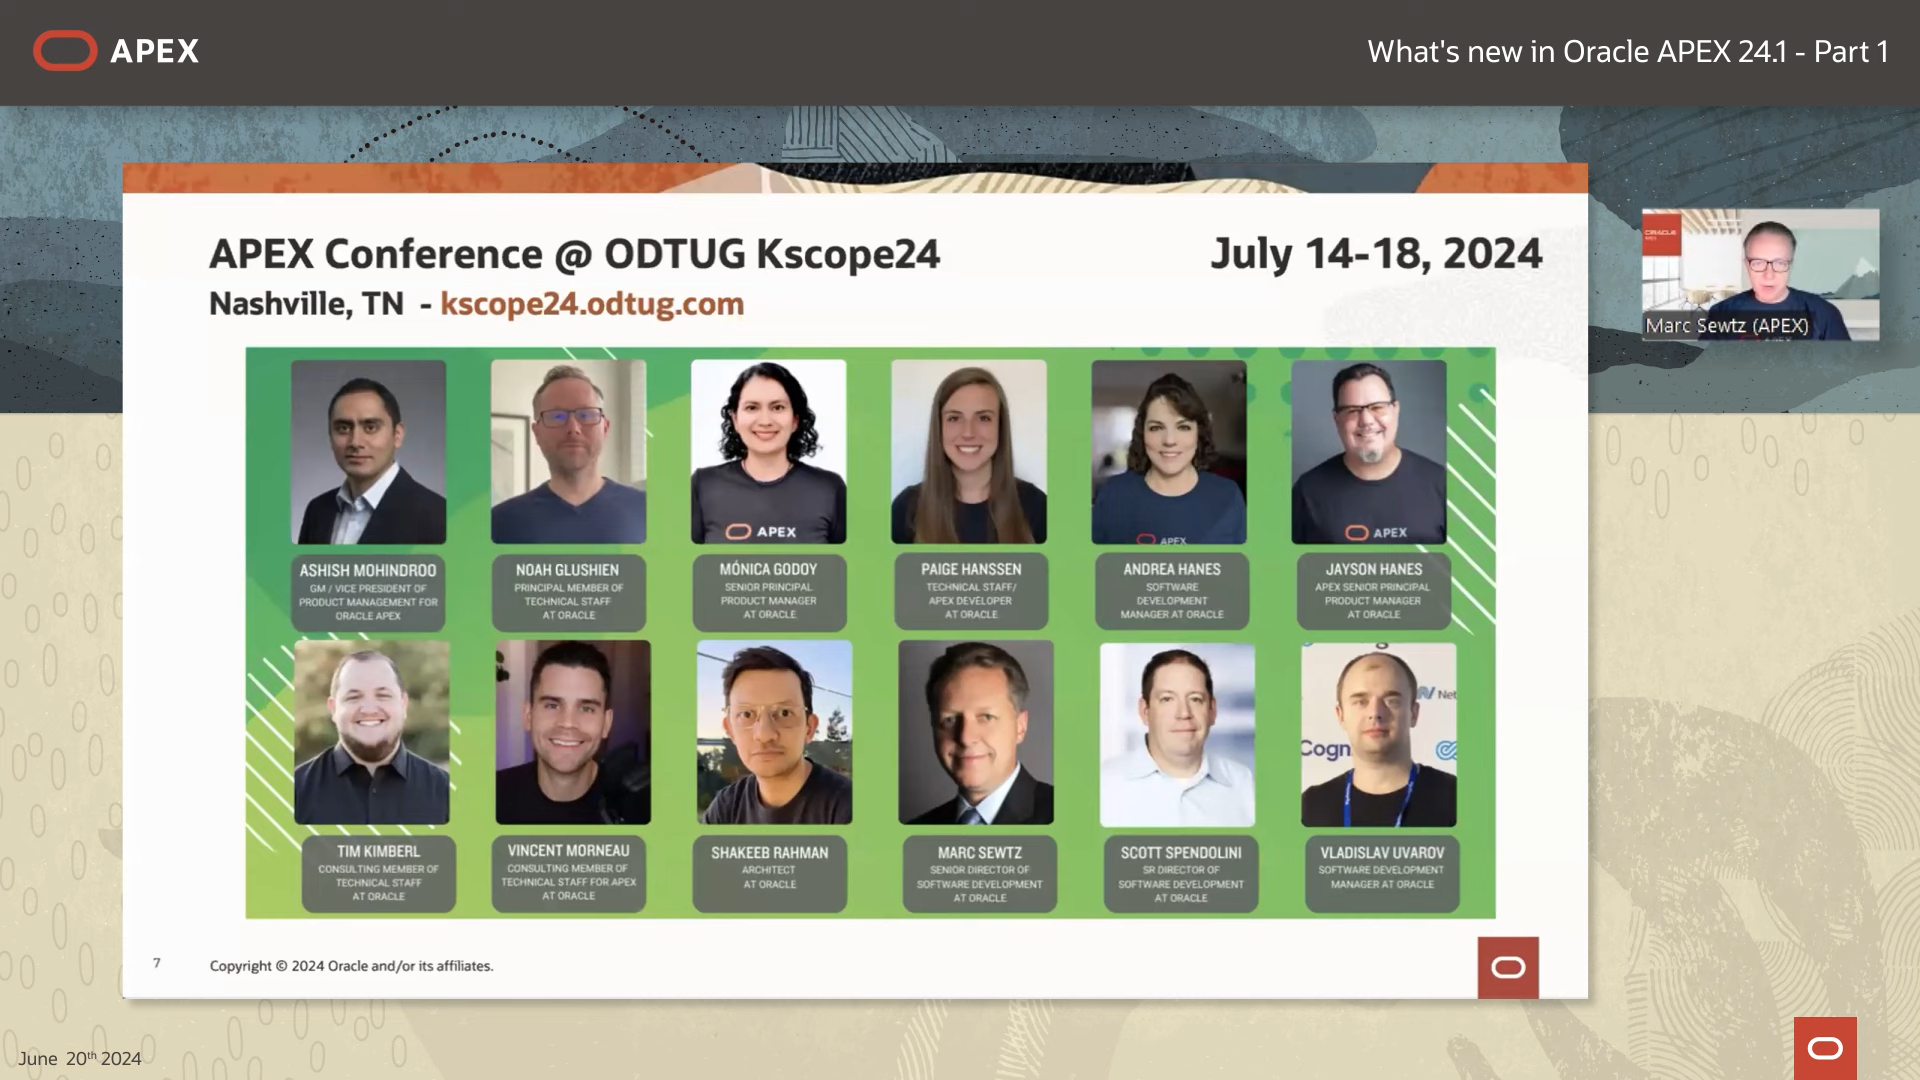 APEX
What's new in Oracle APEX 24.1 - Part 1
APEX Conference @ ODTUG Kscope24
July 14-18, 2024
Nashville, TN - kscope24.odtug.com
ORACLE
Marc Sewtz (APEX)
APEX
APEX
APEX
ASHISH MOHINDROO
GM / VICE PRESIDENT OF
PRODUCT MANAGEMENT FOR
ORACLE APEX
NOAH GLUSHIEN
PRINCIPAL MEMBER OF
TECHNICAL STAFF
AT ORACLE
MÓNICA GODOY
SENIOR PRINCIPAL
PRODUCT MANAGER
AT ORACLE
PAIGE HANSSEN
TECHNICAL STAFF/
APEX DEVELOPER
AT ORACLE
ANDREA HANES
SOFTWARE
DEVELOPMENT
MANAGER AT ORACLE
JAYSON HANES
APEX SENIOR PRINCIPAL
PRODUCT MANAGER
AT ORACLE
Net
Cogn
TIM KIMBERL
CONSULTING MEMBER OF
TECHNICAL STAFF
AT ORACLE
VINCENT MORNEAU
CONSULTING MEMBER OF
TECHNICAL STAFF FOR APEX
AT ORACLE
SHAKEEB RAHMAN
ARCHITECT
AT ORACLE
MARC SEWTZ
SENIOR DIRECTOR OF
SOFTWARE DEVELOPMENT
AT ORACLE
SCOTT SPENDOLINI
SR DIRECTOR OF
SOFTWARE DEVELOPMENT
AT ORACLE
VLADISLAV UVAROV
SOFTWARE DEVELOPMENT
MANAGER AT ORACLE
7
Copyright © 2024 Oracle and/or its affiliates.
June 20th 2024